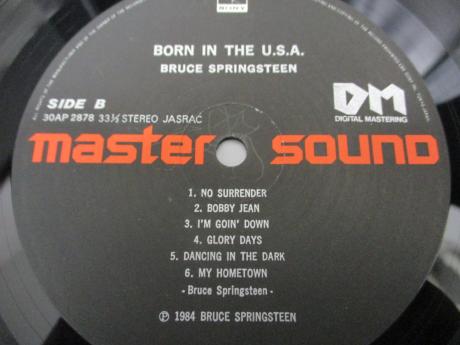 SONY
BORN IN THE U.S.A.
BRUCE SPRINGSTEEN
SIDE B
30AP 2878 33⅓ STEREO JASRAC
DM
DIGITAL MASTERING
master sound
1. NO SURRENDER
2. BOBBY JEAN
3. I'M GOIN' DOWN
4. GLORY DAYS
5. DANCING IN THE DARK
6. MY HOMETOWN
- Bruce Springsteen -
℗ 1984 BRUCE SPRINGSTEEN